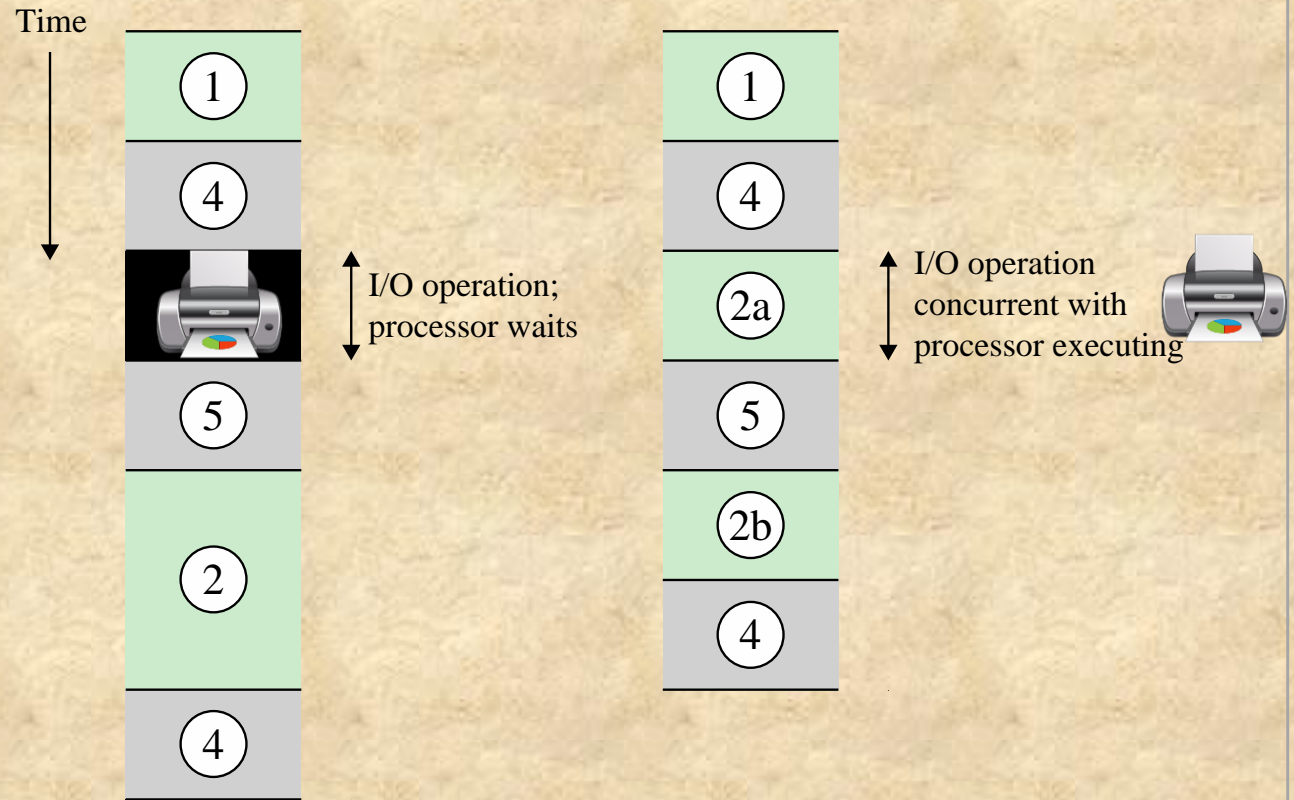 Time
1
4
I/O operation;
processor waits
5
2
4
1
4
2a
I/O operation
concurrent with
processor executing
5
2b
4